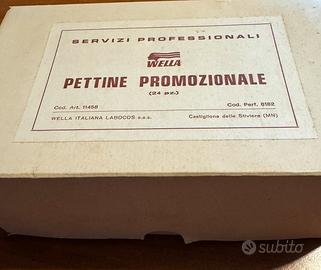 SERVIZI PROFESSIONALI
WELLA
PETTINE PROMOZIONALE
(24 pz.)
Cod. Art. 11458 Cod. Perf. 8182
WELLA ITALIANA LABOCOS s.a.s. Castiglione delle Stiviere (MN)
subito